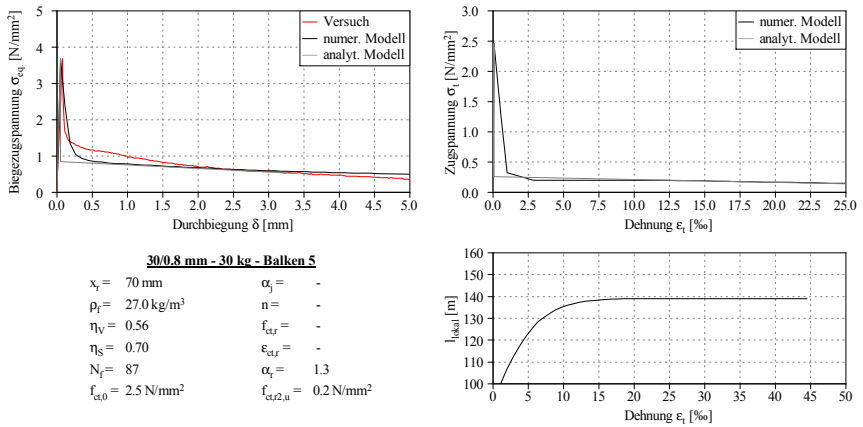 Biegezugspannung σeq. [N/mm²]
5
4
3
2
1
0
0.0 0.5 1.0 1.5 2.0 2.5 3.0 3.5 4.0 4.5 5.0
Durchbiegung δ [mm]
Versuch
numer. Modell
analyt. Modell
Zugspannung σt [N/mm²]
3.0
2.5
2.0
1.5
1.0
0.5
0.0
0.0 2.5 5.0 7.5 10.0 12.5 15.0 17.5 20.0 22.5 25.0
Dehnung εt [‰]
numer. Modell
analyt. Modell
30/0.8 mm - 30 kg - Balken 5
xr = 70 mm αj = -
ρf = 27.0 kg/m³ n = -
ηV = 0.56 fct,r = -
ηS = 0.70 εct,r = -
Nf = 87 αr = 1.3
fct,0 = 2.5 N/mm² fct,r2,u = 0.2 N/mm²
llokal [m]
160
150
140
130
120
110
100
0 5 10 15 20 25 30 35 40 45 50
Dehnung εt [‰]